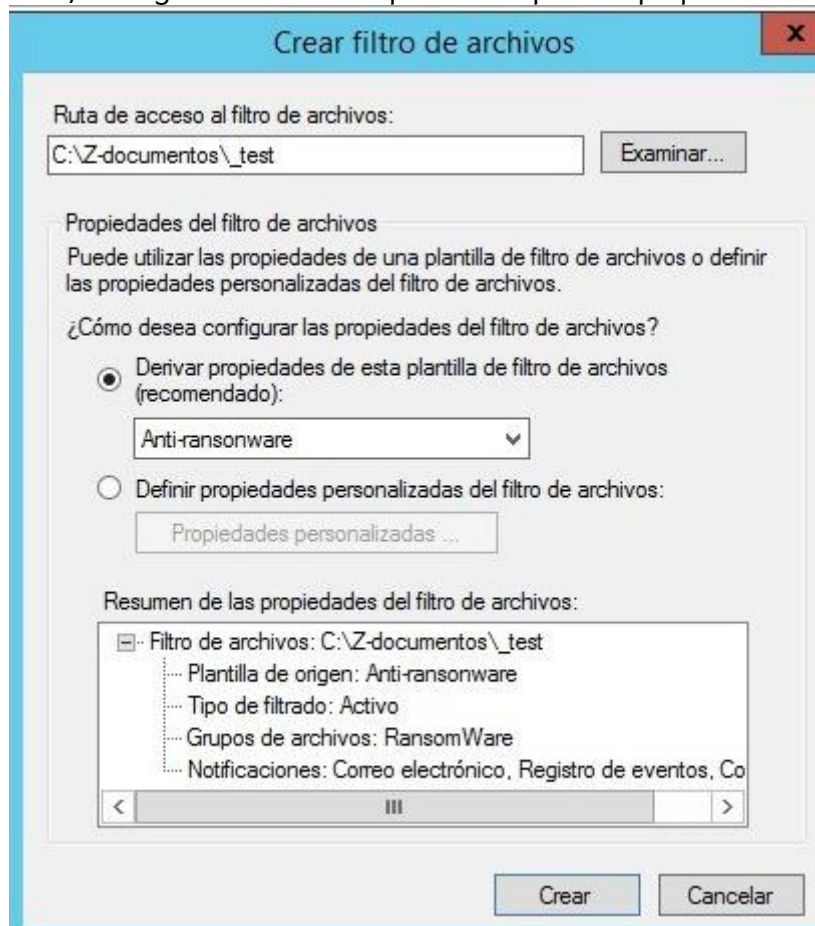 Crear filtro de archivos
x
Ruta de acceso al filtro de archivos:
C:\Z-documentos\_test
Examinar...
Propiedades del filtro de archivos
Puede utilizar las propiedades de una plantilla de filtro de archivos o definir
las propiedades personalizadas del filtro de archivos.
¿Cómo desea configurar las propiedades del filtro de archivos?
Derivar propiedades de esta plantilla de filtro de archivos
(recomendado):
Anti-ransonware
Definir propiedades personalizadas del filtro de archivos:
Propiedades personalizadas ...
Resumen de las propiedades del filtro de archivos:
Filtro de archivos: C:\Z-documentos\_test
Plantilla de origen: Anti-ransonware
Tipo de filtrado: Activo
Grupos de archivos: RansomWare
Notificaciones: Correo electrónico, Registro de eventos, Co
Crear
Cancelar